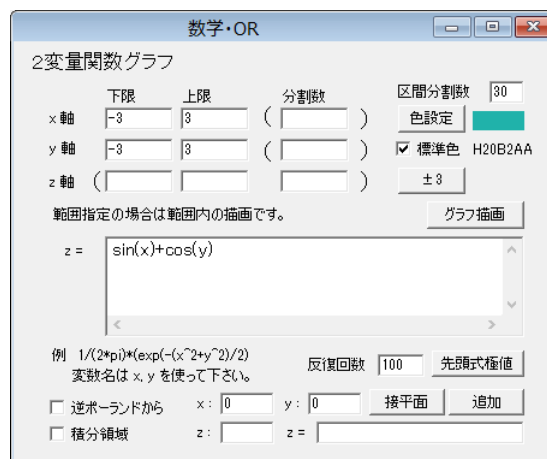 数学・OR
2変量関数グラフ
下限 上限 分割数 区間分割数 30
x 軸 -3 3 ( ) 色設定
y 軸 -3 3 ( ) 標準色 H20B2AA
z 軸 ( ) ±3
範囲指定の場合は範囲内の描画です。 グラフ描画
z = sin(x)+cos(y)
例 1/(2*pi)*(exp(-(x^2+y^2)/2)
変数名は x, y を使って下さい。 反復回数 100 先頭式極値
逆ポーランドから x : 0 y : 0 接平面 追加
積分領域 z : z =